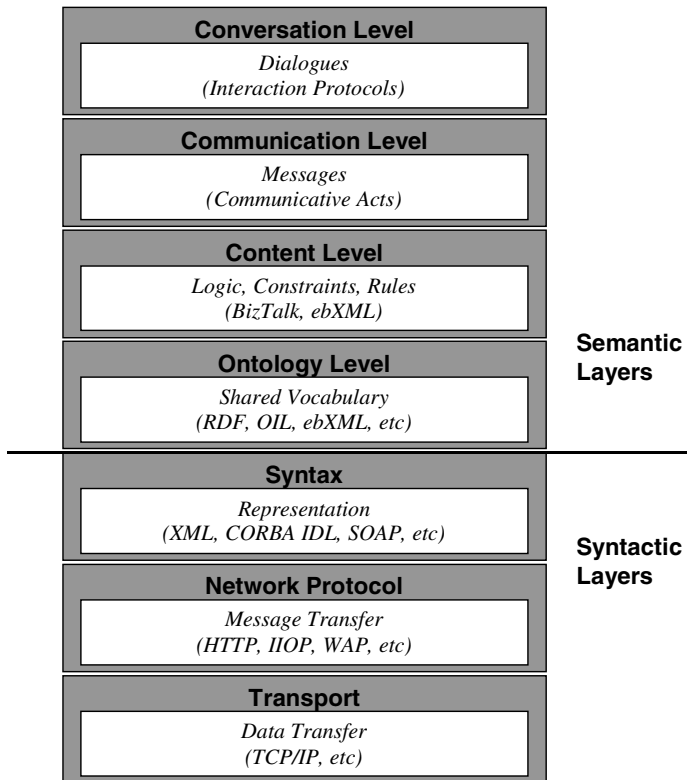 Conversation Level
Dialogues
(Interaction Protocols)
Communication Level
Messages
(Communicative Acts)
Content Level
Logic, Constraints, Rules
(BizTalk, ebXML)
Ontology Level
Shared Vocabulary
(RDF, OIL, ebXML, etc)
Semantic
Layers
Syntax
Representation
(XML, CORBA IDL, SOAP, etc)
Network Protocol
Message Transfer
(HTTP, IIOP, WAP, etc)
Syntactic
Layers
Transport
Data Transfer
(TCP/IP, etc)